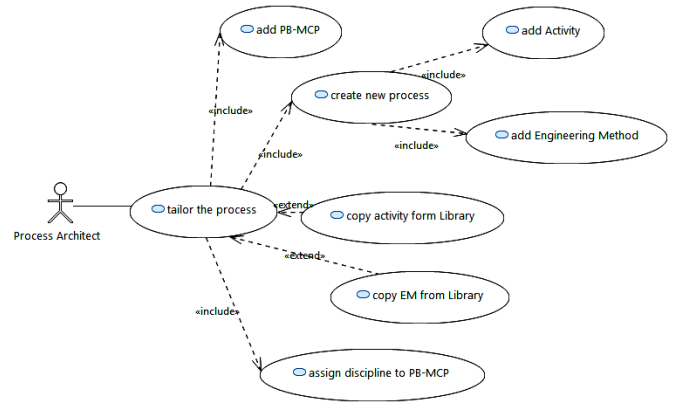 add PB-MCP
add Activity
«include»
create new process
«include»
add Engineering Method
«include»
«include»
tailor the process
«extend»
copy activity form Library
Process Architect
«extend»
copy EM from Library
«include»
assign discipline to PB-MCP